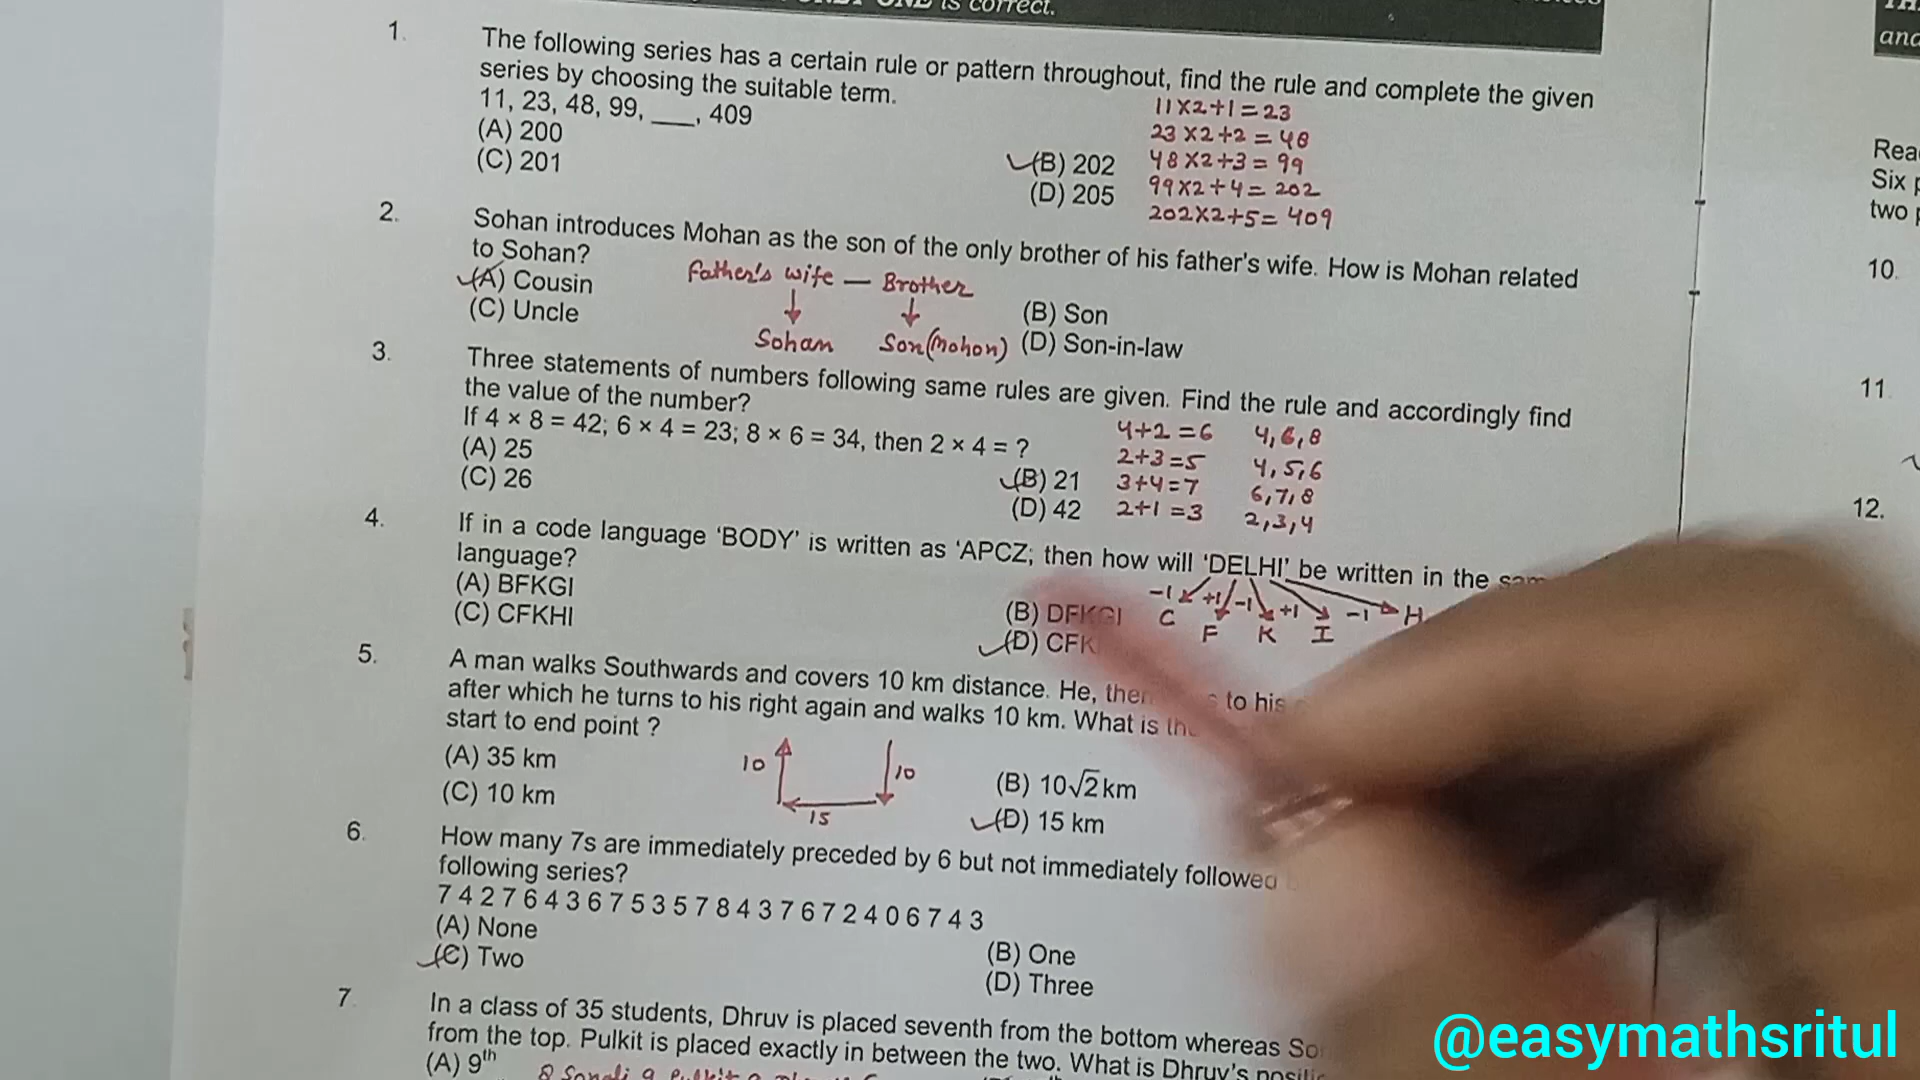 is correct.
1. The following series has a certain rule or pattern throughout, find the rule and complete the given
series by choosing the suitable term.
11, 23, 48, 99, ___, 409
(A) 200
(B) 202
(C) 201
(D) 205
11x2+1=23
23x2+2=48
48x2+3=99
99x2+4=202
202x2+5=409
2. Sohan introduces Mohan as the son of the only brother of his father's wife. How is Mohan related
to Sohan?
(A) Cousin
(B) Son
(C) Uncle
(D) Son-in-law
Father's wife — Brother
Sohan Son(Mohon)
3. Three statements of numbers following same rules are given. Find the rule and accordingly find
the value of the number?
If 4 × 8 = 42; 6 × 4 = 23; 8 × 6 = 34, then 2 × 4 = ?
(A) 25
(B) 21
(C) 26
(D) 42
4+2=6 4,6,8
2+3=5 4,5,6
3+4=7 6,7,8
2+1=3 2,3,4
4. If in a code language ‘BODY’ is written as ‘APCZ; then how will ‘DELHI’ be written in the
language?
(A) BFKGI
(B) DFKGI
(C) CFKHI
(D) CFK
-1 +1 -1 +1 -1
C F K I H
5. A man walks Southwards and covers 10 km distance. He, then to his
after which he turns to his right again and walks 10 km. What is
start to end point ?
(A) 35 km
(B) 10√2 km
(C) 10 km
(D) 15 km
10 10
15
6. How many 7s are immediately preceded by 6 but not immediately followed
following series?
7 4 2 7 6 4 3 6 7 5 3 5 7 8 4 3 7 6 7 2 4 0 6 7 4 3
(A) None
(B) One
(C) Two
(D) Three
7. In a class of 35 students, Dhruv is placed seventh from the bottom whereas
from the top. Pulkit is placed exactly in between the two. What is Dhruv's
(A) 9th
and
Six
two
10.
11.
12.
@easymathsritul